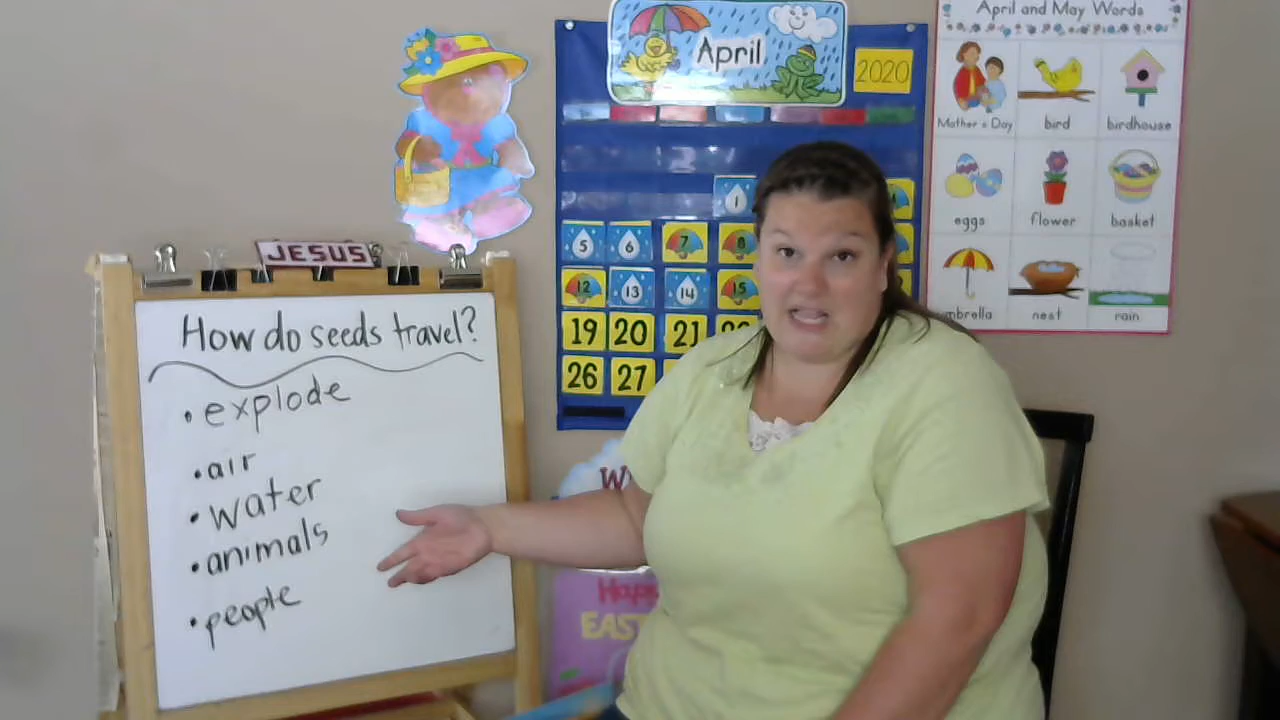 April
2020
April and May Words
Mother's Day
bird
birdhouse
eggs
flower
basket
umbrella
nest
rain
1
5
6
7
8
12
13
14
15
19
20
21
26
27
JESUS
How do seeds travel?
• explode
• air
• water
• animals
• people